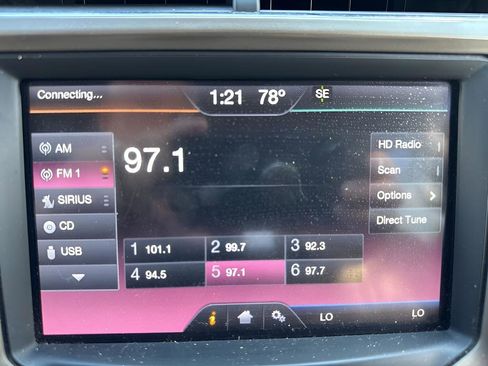 Connecting...
1:21 78° SE
AM
FM 1
SIRIUS
CD
USB
97.1
HD Radio
Scan
Options
Direct Tune
1 101.1 2 99.7 3 92.3
4 94.5 5 97.1 6 97.7
i LO LO